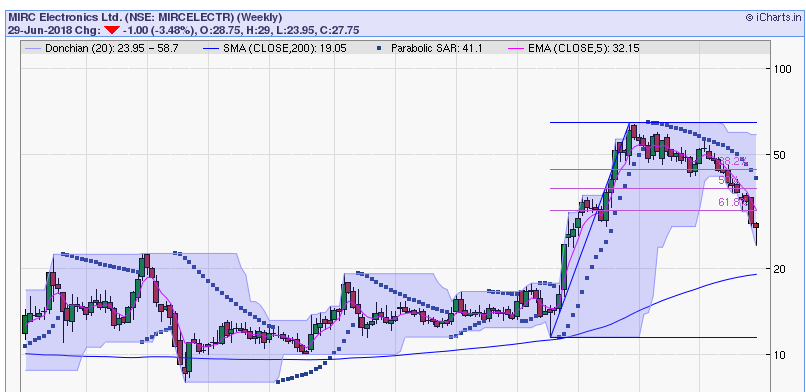 MIRC Electronics Ltd. (NSE: MIRCELECTR) (Weekly) © iCharts.in
29-Jun-2018 Chg: -1.00 (-3.48%), O:28.75, H:29, L:23.95, C:27.75
Donchian (20): 23.95 - 58.7 SMA (CLOSE,200): 19.05 Parabolic SAR: 41.1 EMA (CLOSE,5): 32.15
100
50
20
10